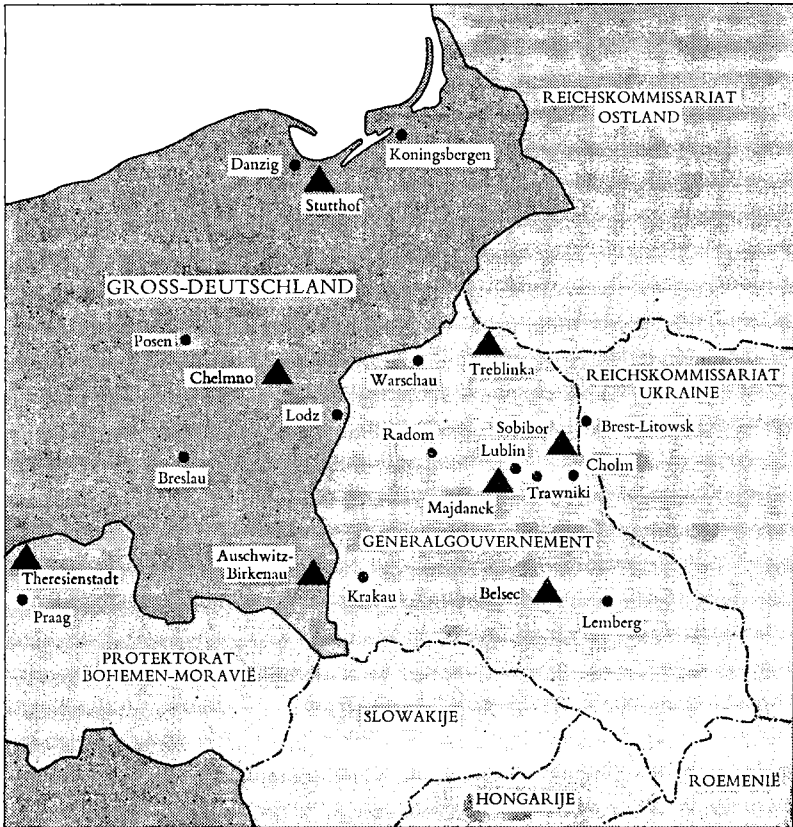 REICHSKOMMISSARIAT
OSTLAND
Koningsbergen
Danzig
Stutthof
GROSS-DEUTSCHLAND
Posen
Chelmno
Warschau
Treblinka
REICHSKOMMISSARIAT
UKRAINE
Lodz
Radom
Sobibor
Brest-Litowsk
Lublin
Breslau
Cholm
Majdanek
Trawniki
GENERALGOUVERNEMENT
Auschwitz-
Birkenau
Theresienstadt
Krakau
Belsec
Praag
Lemberg
PROTEKTORAT
BOHEMEN-MORAVIË
SLOWAKIJE
HONGARIJE
ROEMENIË